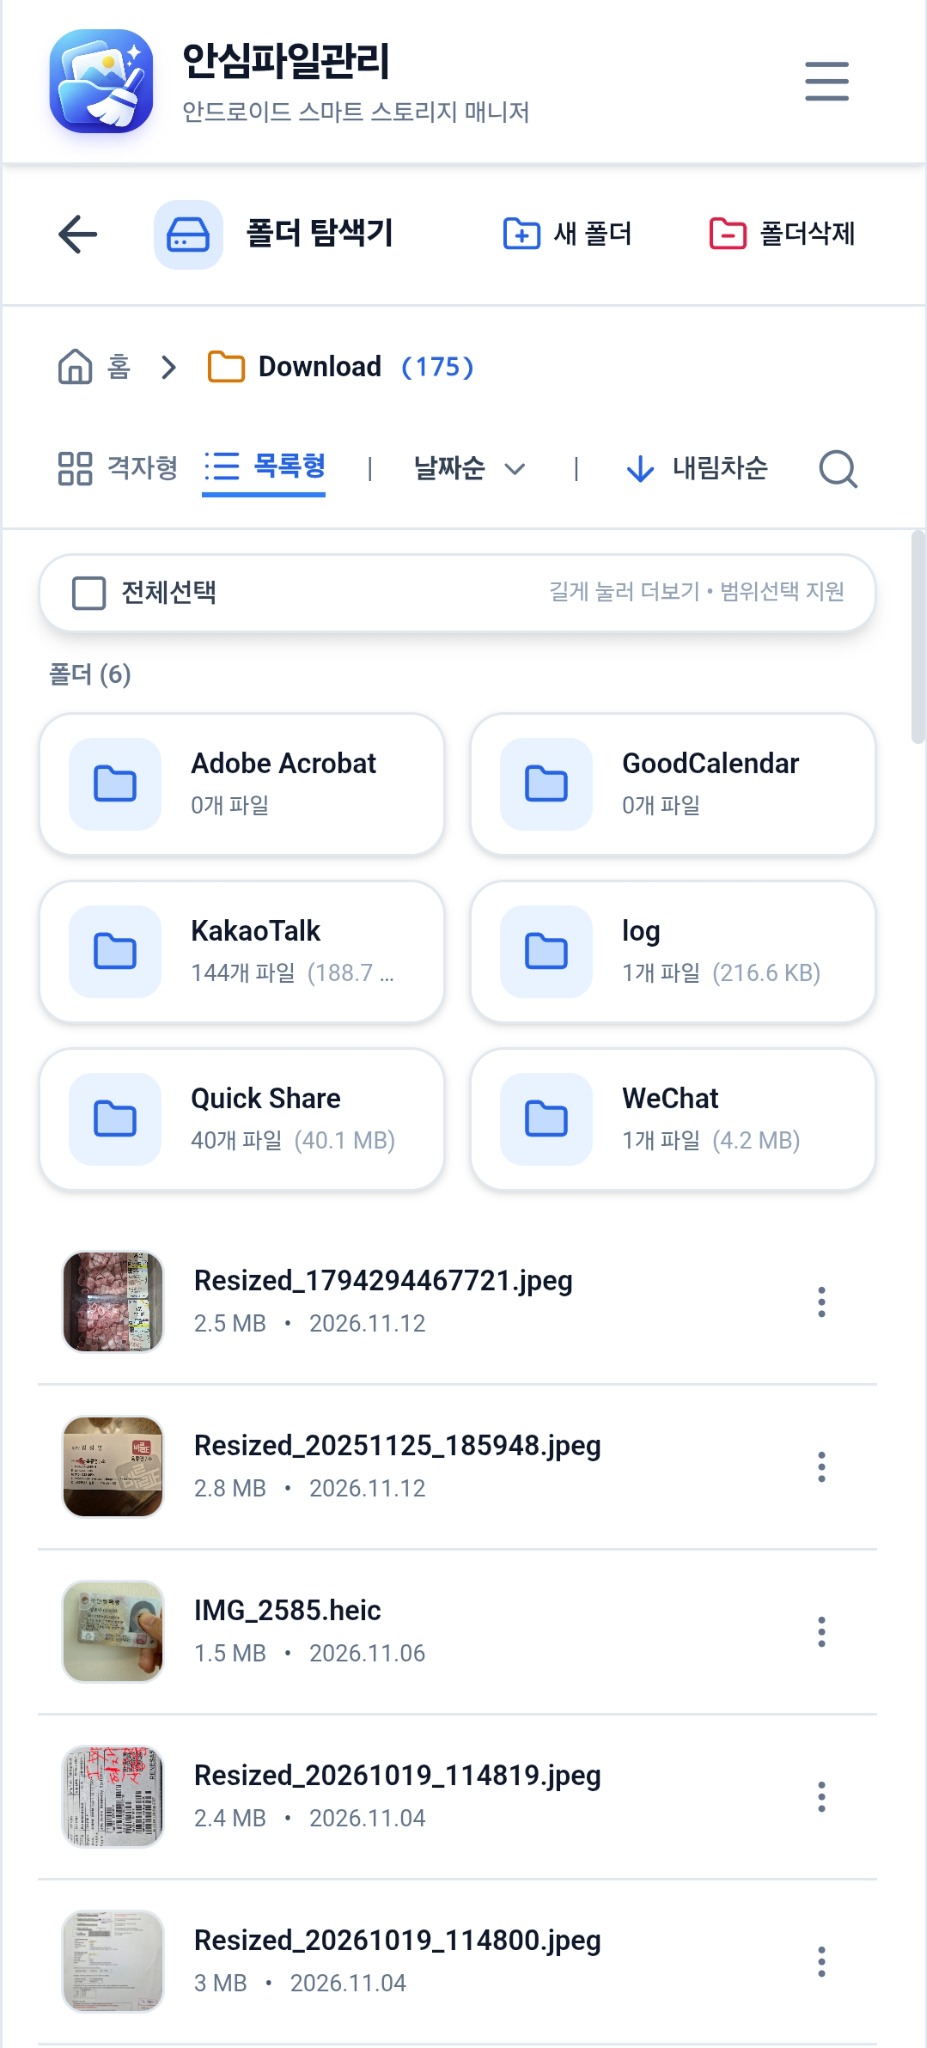 안심파일관리
안드로이드 스마트 스토리지 매니저
폴더 탐색기 새 폴더 폴더삭제
홈 Download (175)
격자형 목록형 | 날짜순 | 내림차순
전체선택 길게 눌러 더보기 • 범위선택 지원
폴더 (6)
Adobe Acrobat
0개 파일
GoodCalendar
0개 파일
KakaoTalk
144개 파일 (188.7 ...
log
1개 파일 (216.6 KB)
Quick Share
40개 파일 (40.1 MB)
WeChat
1개 파일 (4.2 MB)
Resized_1794294467721.jpeg
2.5 MB • 2026.11.12
Resized_20251125_185948.jpeg
2.8 MB • 2026.11.12
IMG_2585.heic
1.5 MB • 2026.11.06
Resized_20261019_114819.jpeg
2.4 MB • 2026.11.04
Resized_20261019_114800.jpeg
3 MB • 2026.11.04